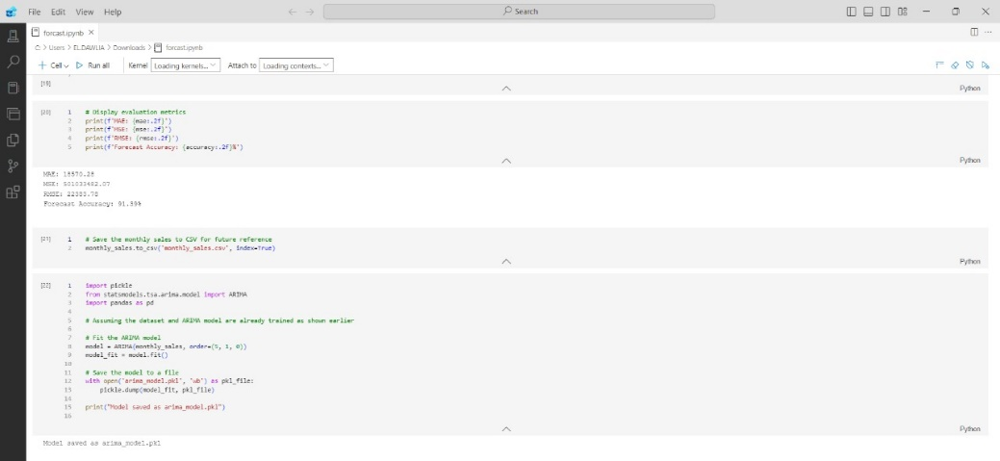 File Edit View Help
Search
forcast.ipynb
C: > Users > ELDAWLIA > Downloads > forcast.ipynb
+ Cell Run all Kernel Loading kernels... Attach to Loading contexts...
[19]
Python
[20] 1 # Display evaluation metrics
2 print(f'MAE: {mae:.2f}')
3 print(f'MSE: {mse:.2f}')
4 print(f'RMSE: {rmse:.2f}')
5 print(f'Forecast Accuracy: {accuracy:.2f}%')
Python
MAE:
MSE: 501033482.07
RMSE:
Forecast Accuracy:
[21] 1 # Save the monthly sales to CSV for future reference
2 monthly_sales.to_csv('monthly_sales.csv', index=True)
Python
[22] 1 import pickle
2 from statsmodels.tsa.arima.model import ARIMA
3 import pandas as pd
4
5 # Assuming the dataset and ARIMA model are already trained as shown earlier
6
7 # Fit the ARIMA model
8 model = ARIMA(monthly_sales, order=(5, 1, 0))
9 model_fit = model.fit()
10
11 # Save the model to a file
12 with open('arima_model.pkl', 'wb') as pkl_file:
13 pickle.dump(model_fit, pkl_file)
14
15 print("Model saved as arima_model.pkl")
16
Python
Model saved as arima_model.pkl